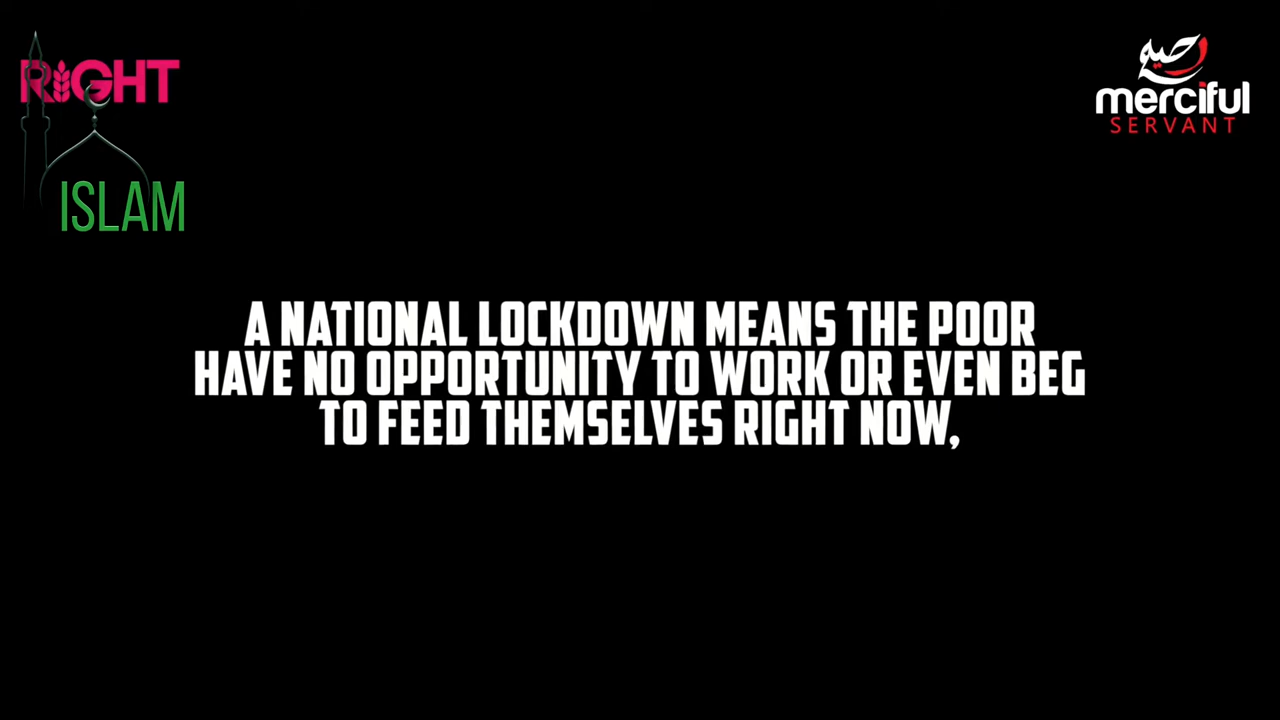 RIGHT
ISLAM
رحيم
merciful
SERVANT
A NATIONAL LOCKDOWN MEANS THE POOR
HAVE NO OPPORTUNITY TO WORK OR EVEN BEG
TO FEED THEMSELVES RIGHT NOW,